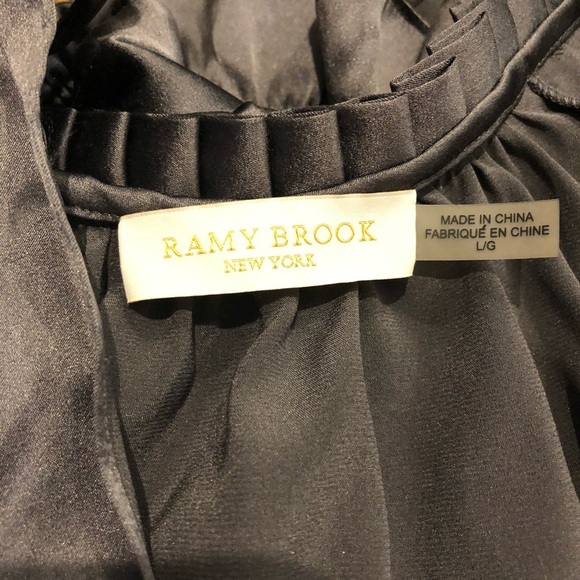 RAMY BROOK
NEW YORK
MADE IN CHINA
FABRIQUÉ EN CHINE
L/G